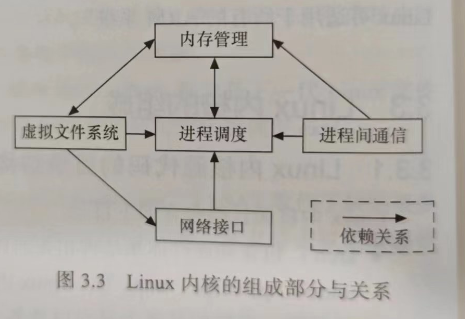 内存管理
虚拟文件系统
进程调度
进程间通信
网络接口
依赖关系
图 3.3 Linux 内核的组成部分与关系